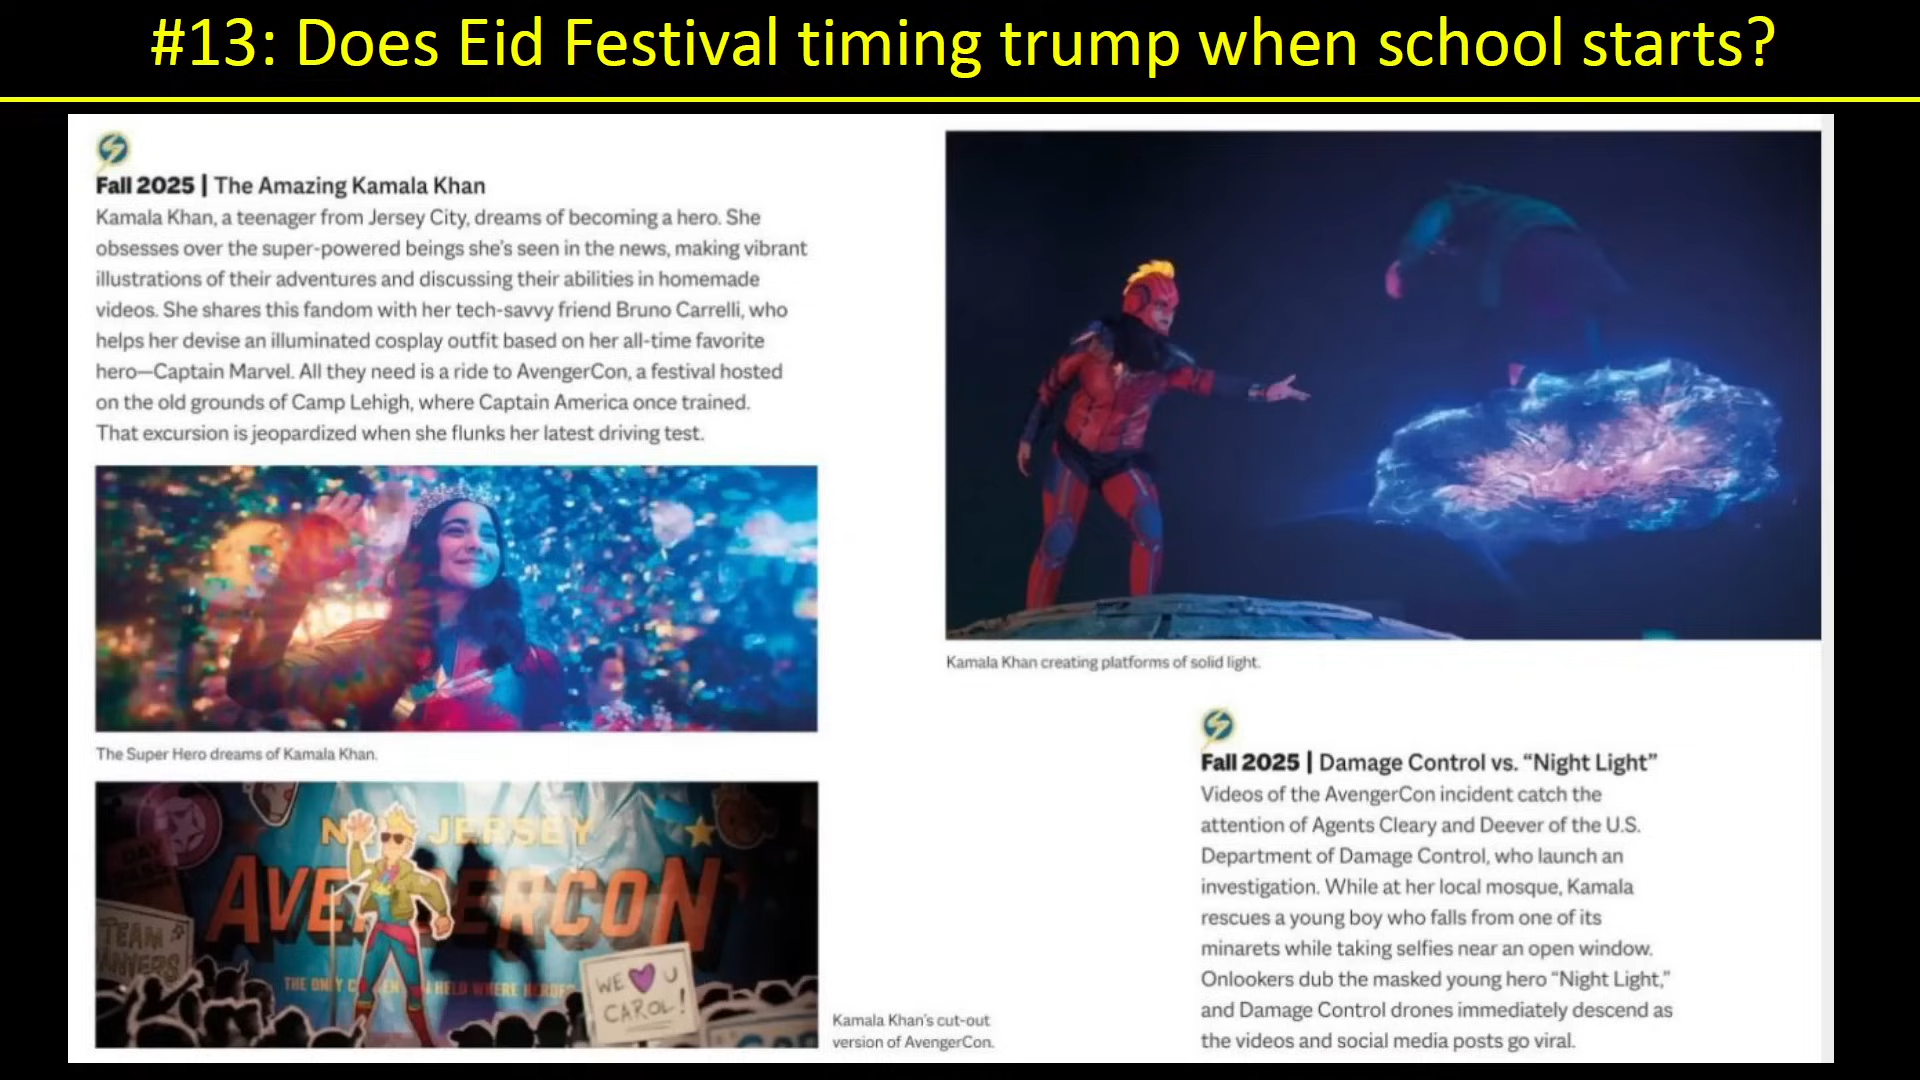 #13: Does Eid Festival timing trump when school starts?
Fall 2025 | The Amazing Kamala Khan
Kamala Khan, a teenager from Jersey City, dreams of becoming a hero. She
obsesses over the super-powered beings she's seen in the news, making vibrant
illustrations of their adventures and discussing their abilities in homemade
videos. She shares this fandom with her tech-savvy friend Bruno Carrelli, who
helps her devise an illuminated cosplay outfit based on her all-time favorite
hero—Captain Marvel. All they need is a ride to AvengerCon, a festival hosted
on the old grounds of Camp Lehigh, where Captain America once trained.
That excursion is jeopardized when she flunks her latest driving test.
The Super Hero dreams of Kamala Khan.
JERSEY
AVENGERCON
TEAM
THE ONLY
HELD WHERE HEROES
WE U
CAROL!
Kamala Khan's cut-out
version of AvengerCon.
Kamala Khan creating platforms of solid light.
Fall 2025 | Damage Control vs. “Night Light”
Videos of the AvengerCon incident catch the
attention of Agents Cleary and Deever of the U.S.
Department of Damage Control, who launch an
investigation. While at her local mosque, Kamala
rescues a young boy who falls from one of its
minarets while taking selfies near an open window.
Onlookers dub the masked young hero “Night Light,”
and Damage Control drones immediately descend as
the videos and social media posts go viral.